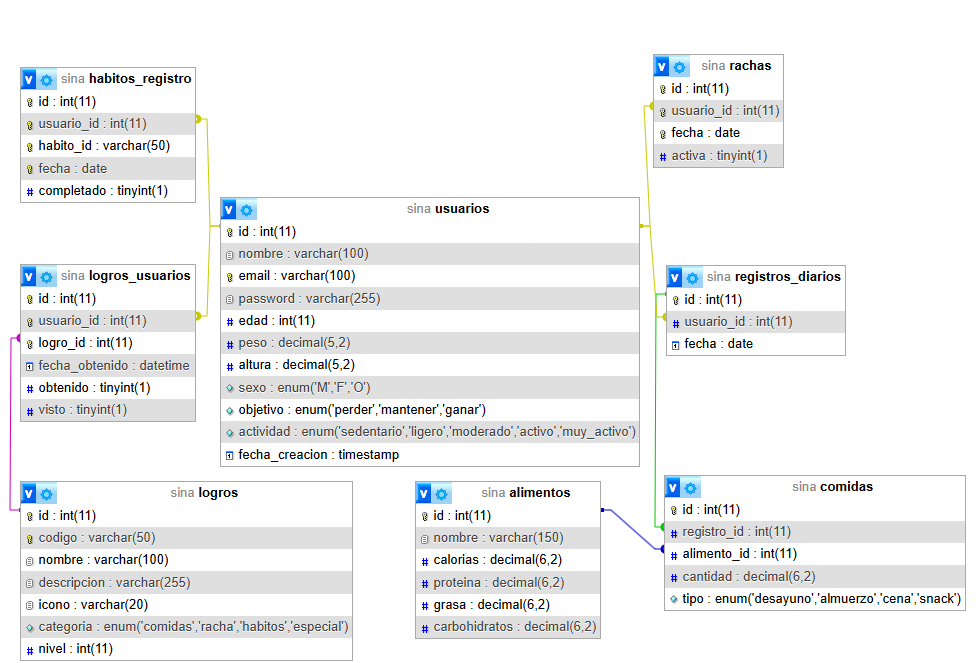 sina habitos_registro
id : int(11)
usuario_id : int(11)
habito_id : varchar(50)
fecha : date
completado : tinyint(1)
sina rachas
id : int(11)
usuario_id : int(11)
fecha : date
activa : tinyint(1)
sina usuarios
id : int(11)
nombre : varchar(100)
email : varchar(100)
password : varchar(255)
edad : int(11)
peso : decimal(5,2)
altura : decimal(5,2)
sexo : enum('M','F','O')
objetivo : enum('perder','mantener','ganar')
actividad : enum('sedentario','ligero','moderado','activo','muy_activo')
fecha_creacion : timestamp
sina logros_usuarios
id : int(11)
usuario_id : int(11)
logro_id : int(11)
fecha_obtenido : datetime
obtenido : tinyint(1)
visto : tinyint(1)
sina registros_diarios
id : int(11)
usuario_id : int(11)
fecha : date
sina logros
id : int(11)
codigo : varchar(50)
nombre : varchar(100)
descripcion : varchar(255)
icono : varchar(20)
categoria : enum('comidas','racha','habitos','especial')
nivel : int(11)
sina alimentos
id : int(11)
nombre : varchar(150)
calorias : decimal(6,2)
proteina : decimal(6,2)
grasa : decimal(6,2)
carbohidratos : decimal(6,2)
sina comidas
id : int(11)
registro_id : int(11)
alimento_id : int(11)
cantidad : decimal(6,2)
tipo : enum('desayuno','almuerzo','cena','snack')